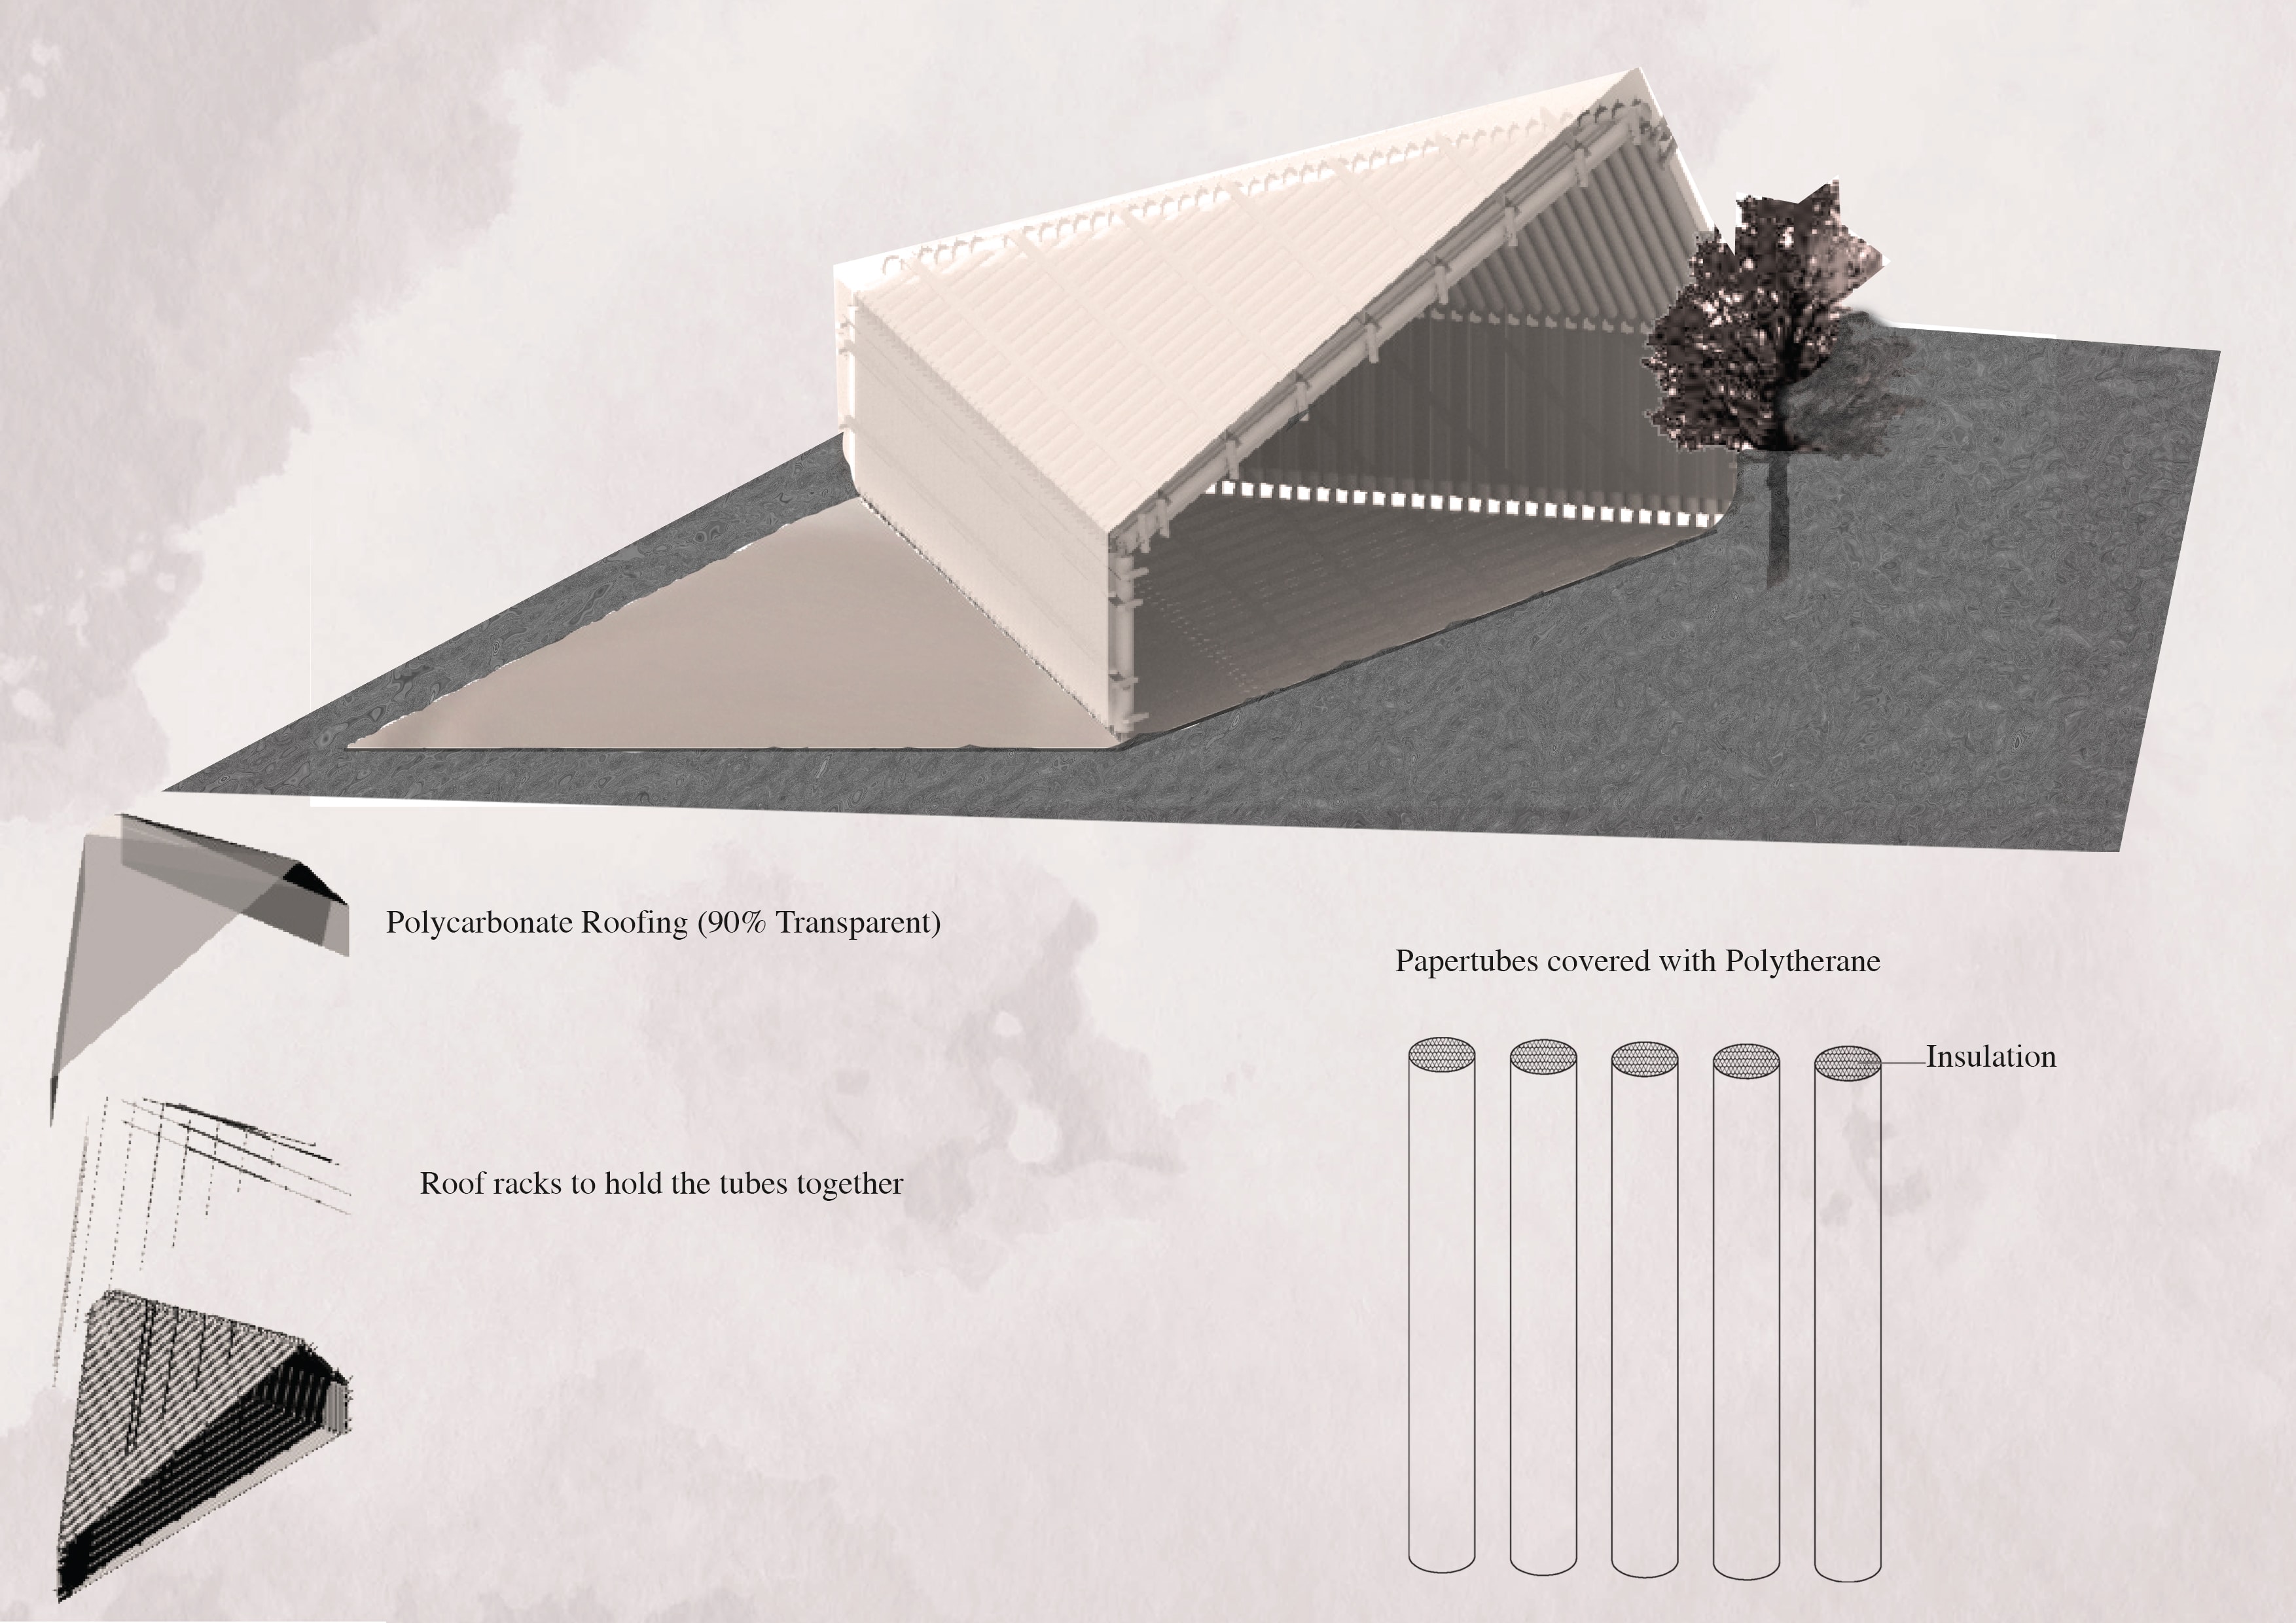 Polycarbonate Roofing (90% Transparent)
Papertubes covered with Polytherane
Insulation
Roof racks to hold the tubes together